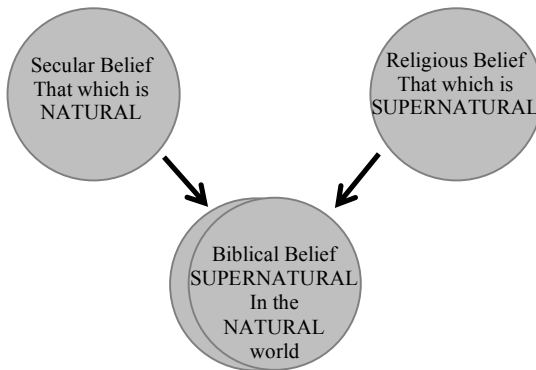 Secular Belief
That which is
NATURAL
Religious Belief
That which is
SUPERNATURAL
Biblical Belief
SUPERNATURAL
In the
NATURAL
world